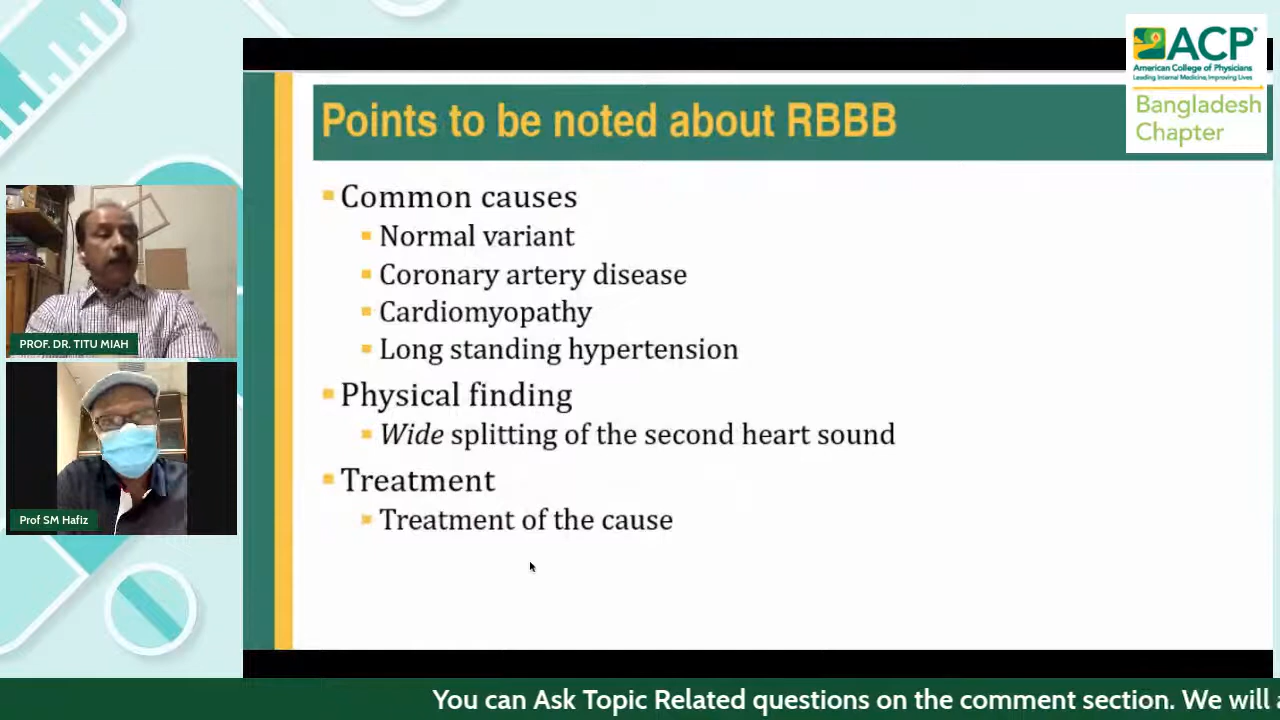 ACP
American College of Physicians
Leading Internal Medicine, Improving Lives
Bangladesh
Chapter
Points to be noted about RBBB
Common causes
Normal variant
Coronary artery disease
Cardiomyopathy
Long standing hypertension
Physical finding
Wide splitting of the second heart sound
Treatment
Treatment of the cause
PROF. DR. TITU MIAH
Prof SM Hafiz
You can Ask Topic Related questions on the comment section. We will a